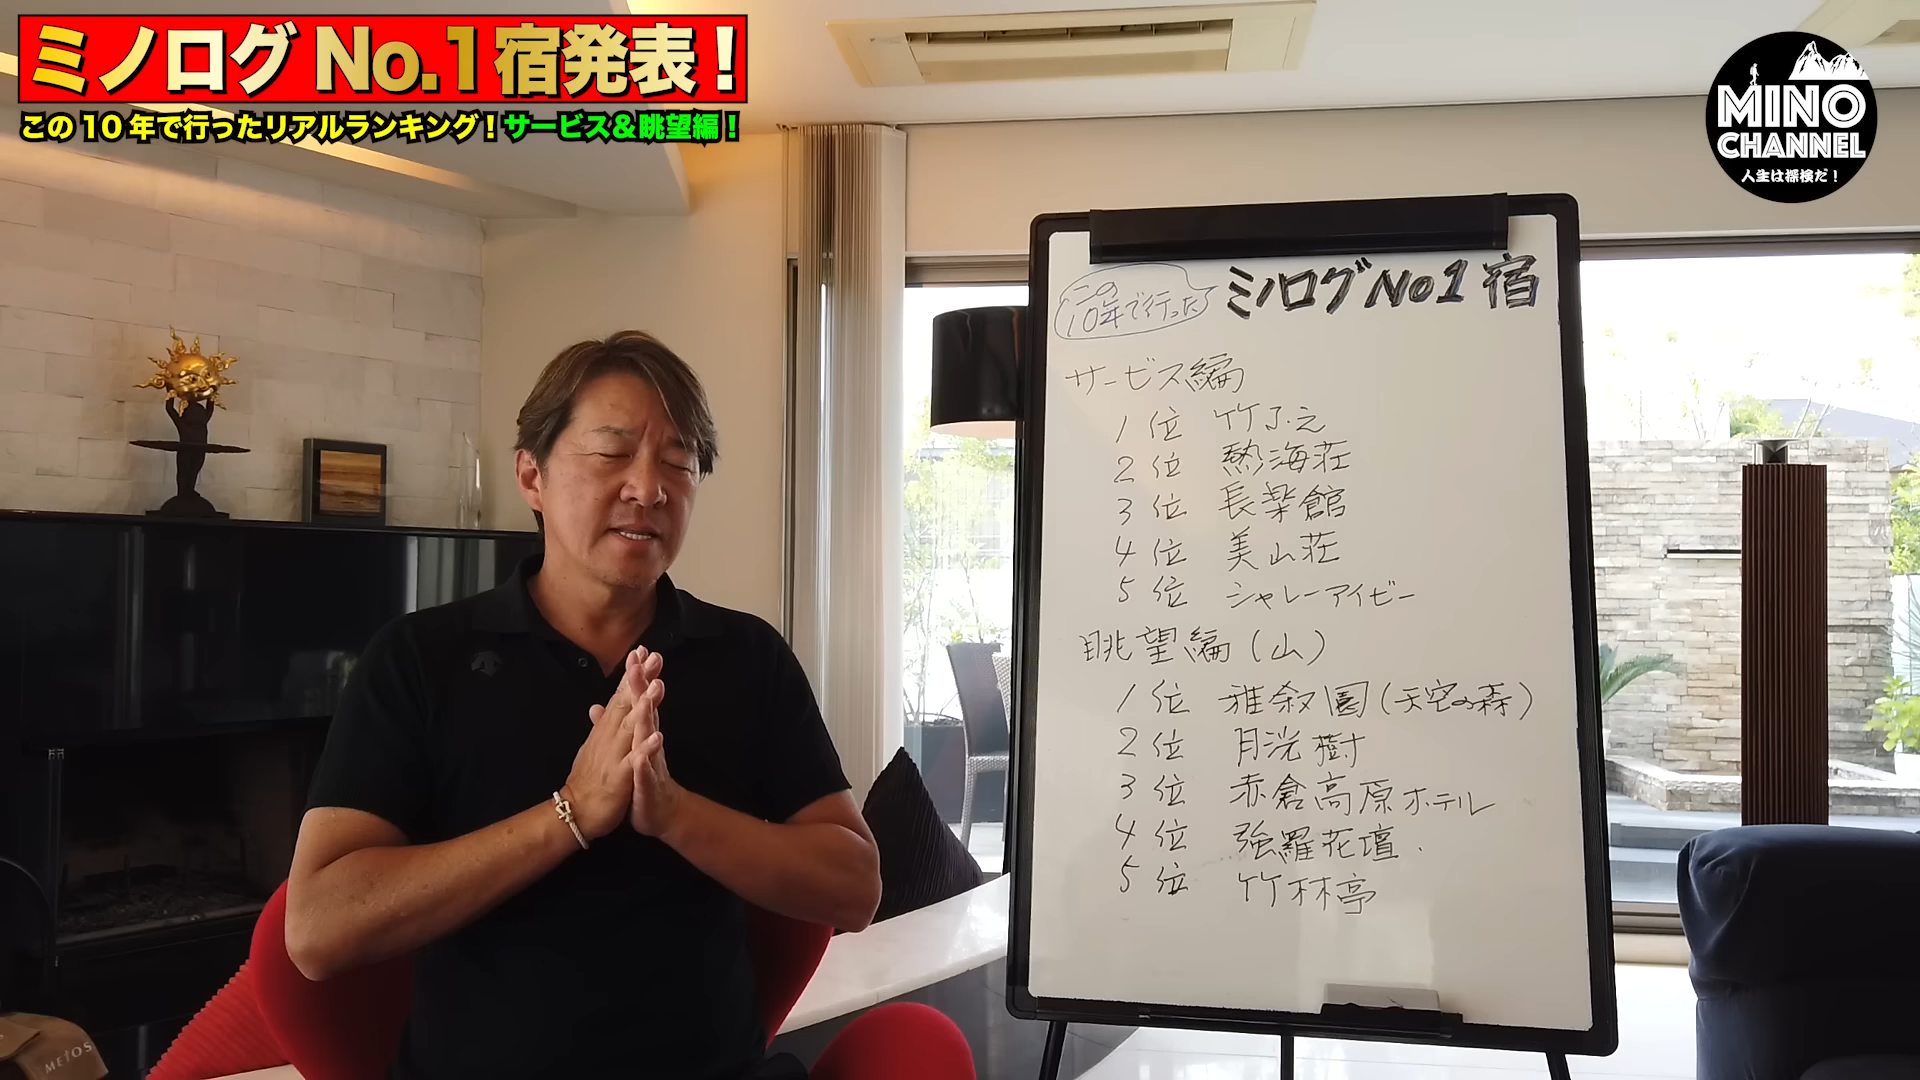 ミノログNo.1宿発表！
この10年で行ったリアルランキング！サービス&眺望編！
MINO
CHANNEL
人生は探検だ！
この
10年で行った
ミノログNo1宿
サービス編
1位 竹ふえ
2位 熱海荘
3位 長楽館
4位 美山荘
5位 シャレーアイビー
眺望編(山)
1位 雅叙園(天空の森)
2位 月洸樹
3位 赤倉高原ホテル
4位 強羅花壇.
5位 竹林亭
METOS